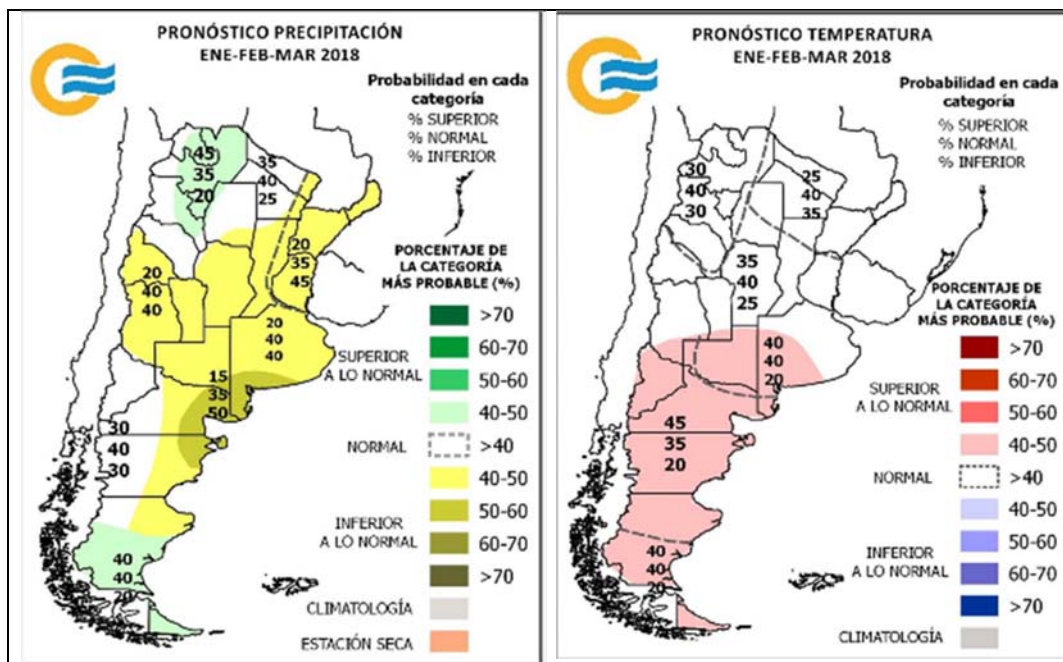 PRONÓSTICO PRECIPITACIÓN
ENE-FEB-MAR 2018
Probabilidad en cada
categoría
% SUPERIOR
% NORMAL
% INFERIOR
45
35
20
35
40
25
20
35
45
20
40
40
20
40
40
15
35
50
30
40
30
40
40
20
PORCENTAJE DE
LA CATEGORÍA
MÁS PROBABLE (%)
>70
60-70
SUPERIOR
A LO NORMAL
50-60
40-50
NORMAL
>40
40-50
50-60
INFERIOR
A LO NORMAL
60-70
>70
CLIMATOLOGÍA
ESTACIÓN SECA
PRONÓSTICO TEMPERATURA
ENE-FEB-MAR 2018
Probabilidad en cada
categoría
% SUPERIOR
% NORMAL
% INFERIOR
30
40
30
25
40
35
35
40
25
40
40
20
45
35
20
40
40
20
PORCENTAJE DE
LA CATEGORÍA
MÁS PROBABLE (%)
>70
60-70
SUPERIOR
A LO NORMAL
50-60
40-50
NORMAL
>40
40-50
50-60
INFERIOR
A LO NORMAL
60-70
>70
CLIMATOLOGÍA